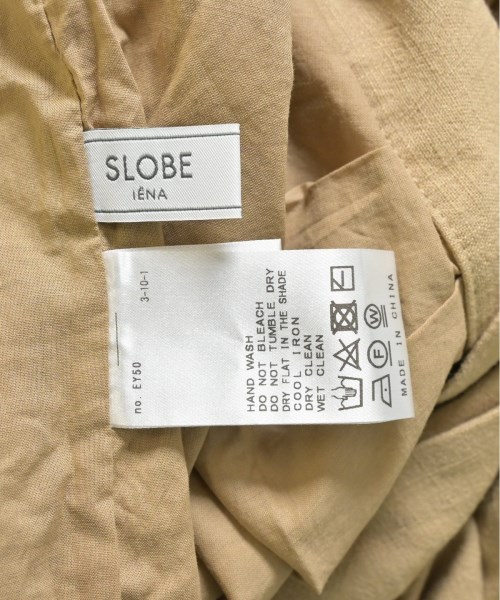 SLOBE
IÉNA
HAND WASH
DO NOT BLEACH
DO NOT TUMBLE DRY
DRY FLAT IN THE SHADE
COOL IRON
DRY CLEAN
WET CLEAN
F W
MADE IN CHINA
3-10-1
no. EY50